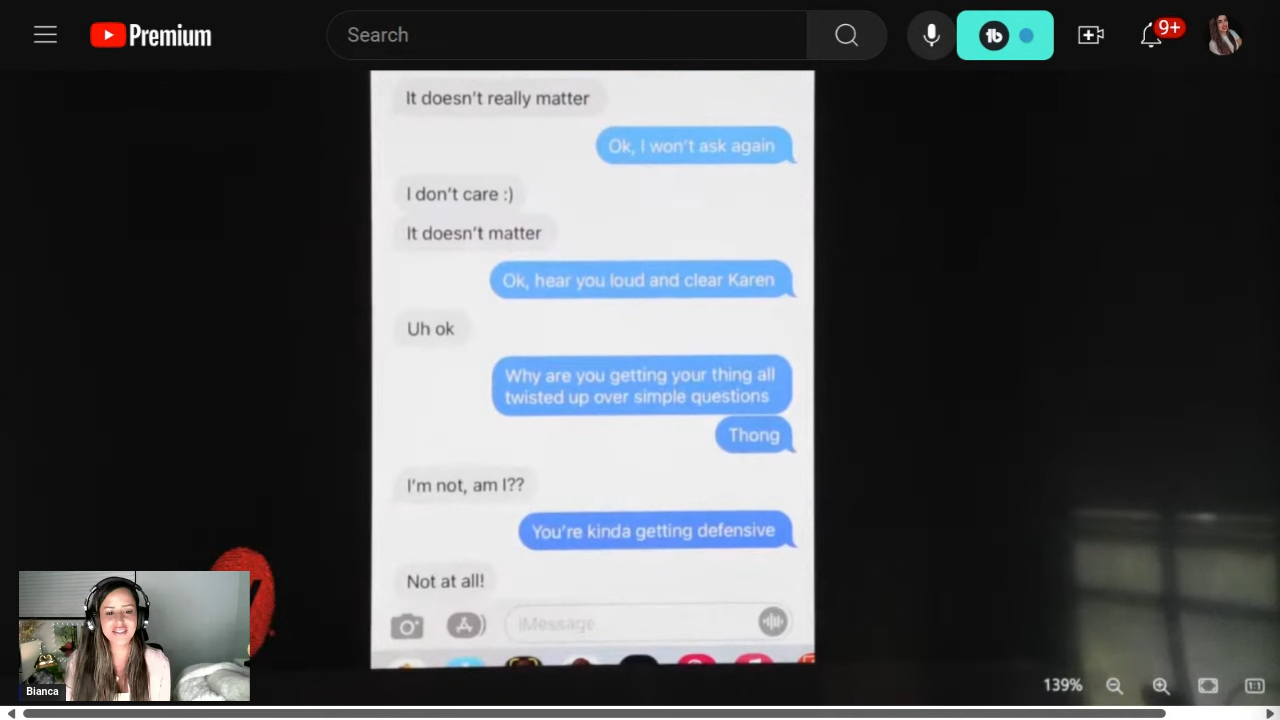 Premium
Search
9+
It doesn't really matter
Ok, I won't ask again
I don't care :)
It doesn't matter
Ok, hear you loud and clear Karen
Uh ok
Why are you getting your thing all
twisted up over simple questions
Thong
I'm not, am I??
You're kinda getting defensive
Not at all!
iMessage
Bianca
139%
1:1